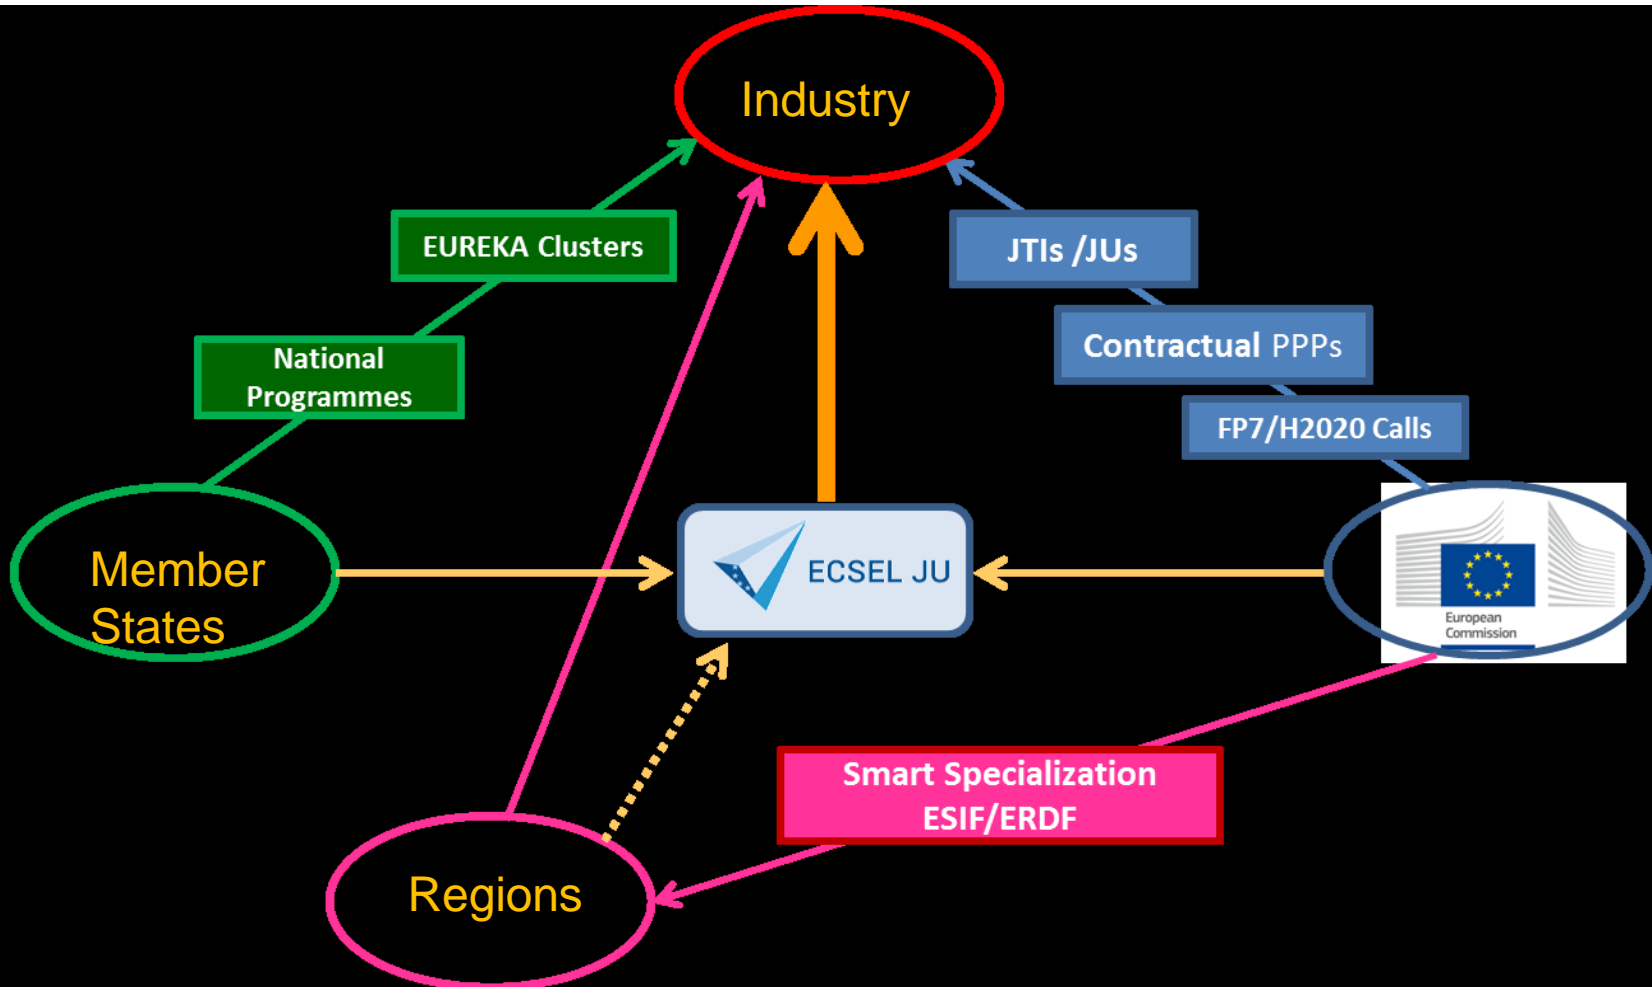 Industry
EUREKA Clusters
JTIs /JUs
National
Programmes
Contractual PPPs
FP7/H2020 Calls
Member
States
ECSEL JU
European
Commission
Smart Specialization
ESIF/ERDF
Regions